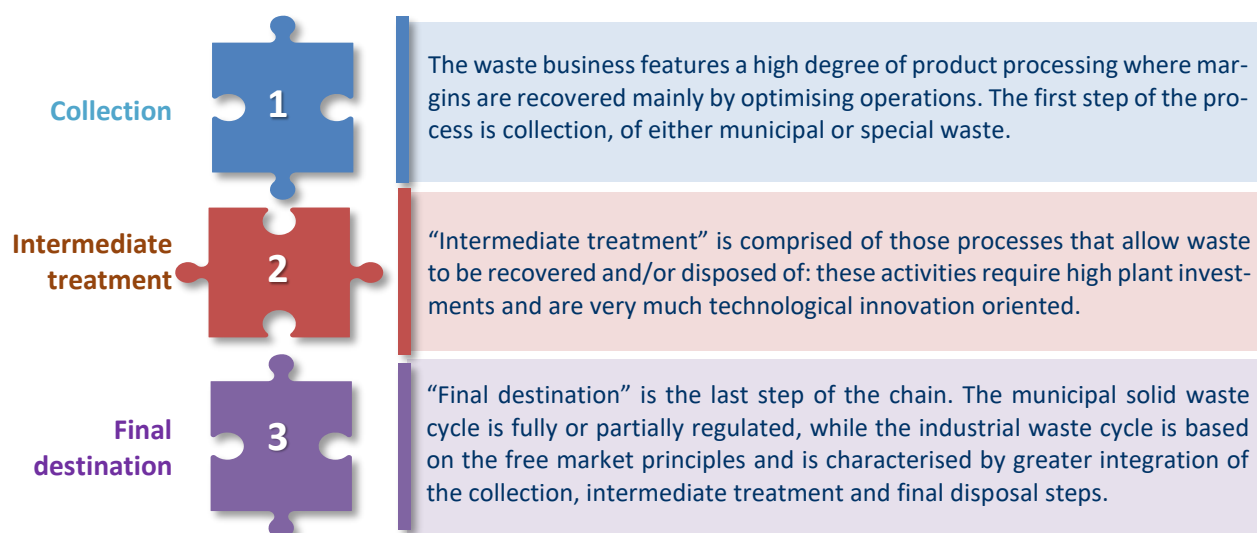 Collection
1
The waste business features a high degree of product processing where mar-
gins are recovered mainly by optimising operations. The first step of the pro-
cess is collection, of either municipal or special waste.
Intermediate
treatment
2
“Intermediate treatment” is comprised of those processes that allow waste
to be recovered and/or disposed of: these activities require high plant invest-
ments and are very much technological innovation oriented.
Final
destination
3
“Final destination” is the last step of the chain. The municipal solid waste
cycle is fully or partially regulated, while the industrial waste cycle is based
on the free market principles and is characterised by greater integration of
the collection, intermediate treatment and final disposal steps.